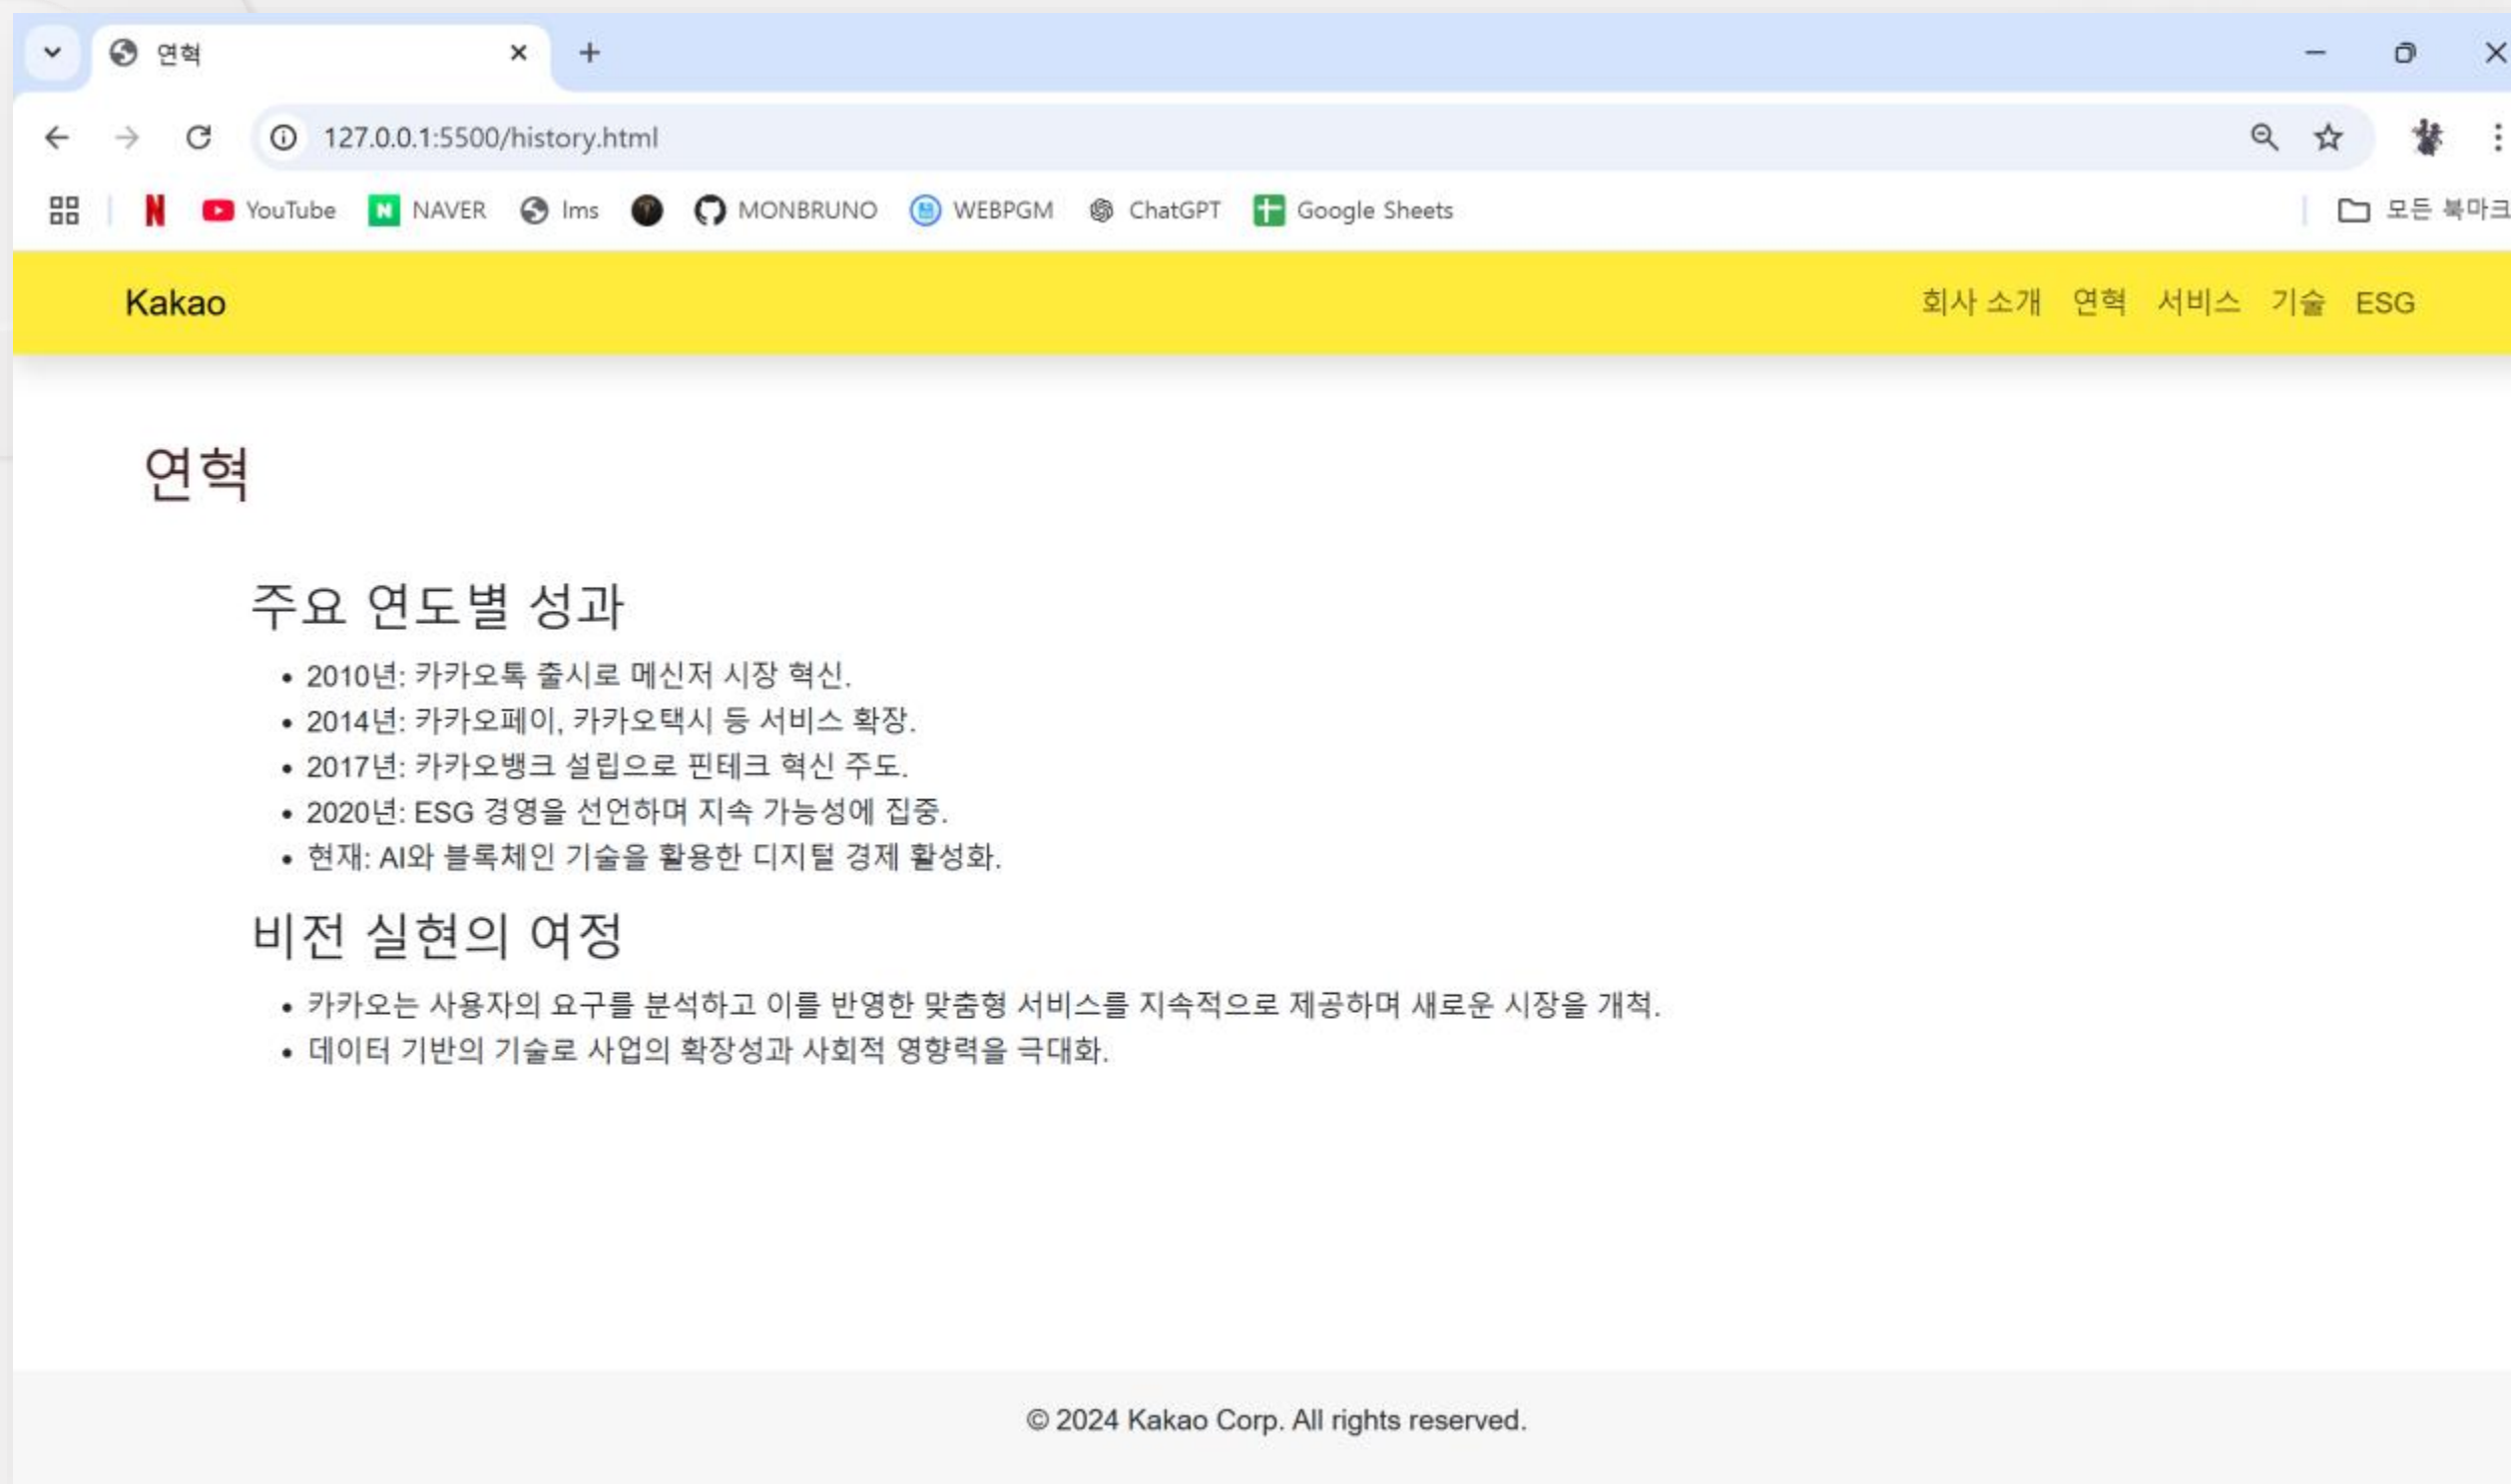 연혁
127.0.0.1:5500/history.html
N YouTube N NAVER lms MONBRUNO WEBPGM ChatGPT Google Sheets 모든 북마크
Kakao 회사 소개 연혁 서비스 기술 ESG
연혁
주요 연도별 성과
• 2010년: 카카오톡 출시로 메신저 시장 혁신.
• 2014년: 카카오페이, 카카오택시 등 서비스 확장.
• 2017년: 카카오뱅크 설립으로 핀테크 혁신 주도.
• 2020년: ESG 경영을 선언하며 지속 가능성에 집중.
• 현재: AI와 블록체인 기술을 활용한 디지털 경제 활성화.
비전 실현의 여정
• 카카오는 사용자의 요구를 분석하고 이를 반영한 맞춤형 서비스를 지속적으로 제공하며 새로운 시장을 개척.
• 데이터 기반의 기술로 사업의 확장성과 사회적 영향력을 극대화.
© 2024 Kakao Corp. All rights reserved.